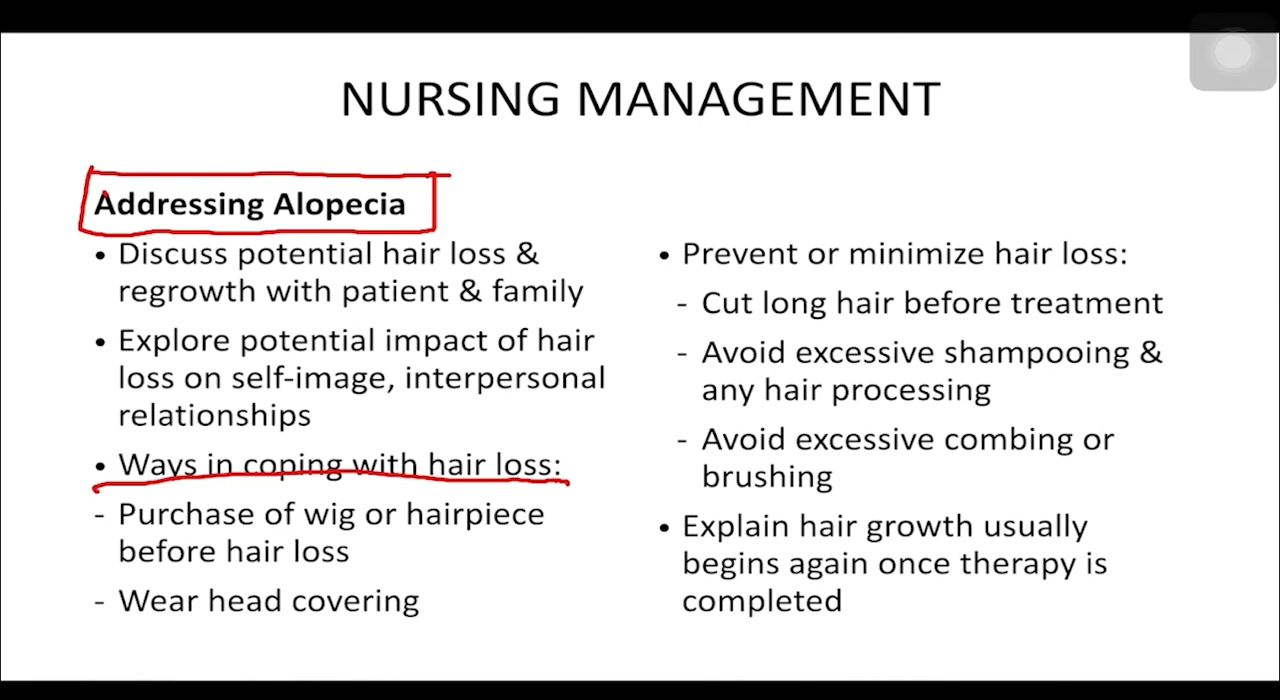 NURSING MANAGEMENT
Addressing Alopecia
• Discuss potential hair loss &
regrowth with patient & family
• Explore potential impact of hair
loss on self-image, interpersonal
relationships
• Ways in coping with hair loss:
- Purchase of wig or hairpiece
before hair loss
- Wear head covering
• Prevent or minimize hair loss:
- Cut long hair before treatment
- Avoid excessive shampooing &
any hair processing
- Avoid excessive combing or
brushing
• Explain hair growth usually
begins again once therapy is
completed